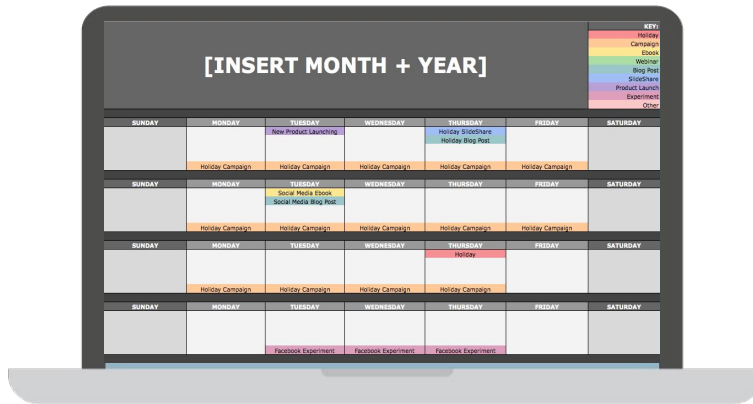 [INSERT MONTH + YEAR]
KEY:
Holiday
Campaign
Ebook
Webinar
Blog Post
SlideShare
Product Launch
Experiment
Other
SUNDAY MONDAY TUESDAY WEDNESDAY THURSDAY FRIDAY SATURDAY
New Product Launching Holiday SlideShare
Holiday Blog Post
Holiday Campaign Holiday Campaign Holiday Campaign Holiday Campaign Holiday Campaign
SUNDAY MONDAY TUESDAY WEDNESDAY THURSDAY FRIDAY SATURDAY
Social Media Ebook
Social Media Blog Post
Holiday Campaign Holiday Campaign Holiday Campaign Holiday Campaign Holiday Campaign
SUNDAY MONDAY TUESDAY WEDNESDAY THURSDAY FRIDAY SATURDAY
Holiday
Holiday Campaign Holiday Campaign Holiday Campaign Holiday Campaign
SUNDAY MONDAY TUESDAY WEDNESDAY THURSDAY FRIDAY SATURDAY
Facebook Experiment Facebook Experiment Facebook Experiment